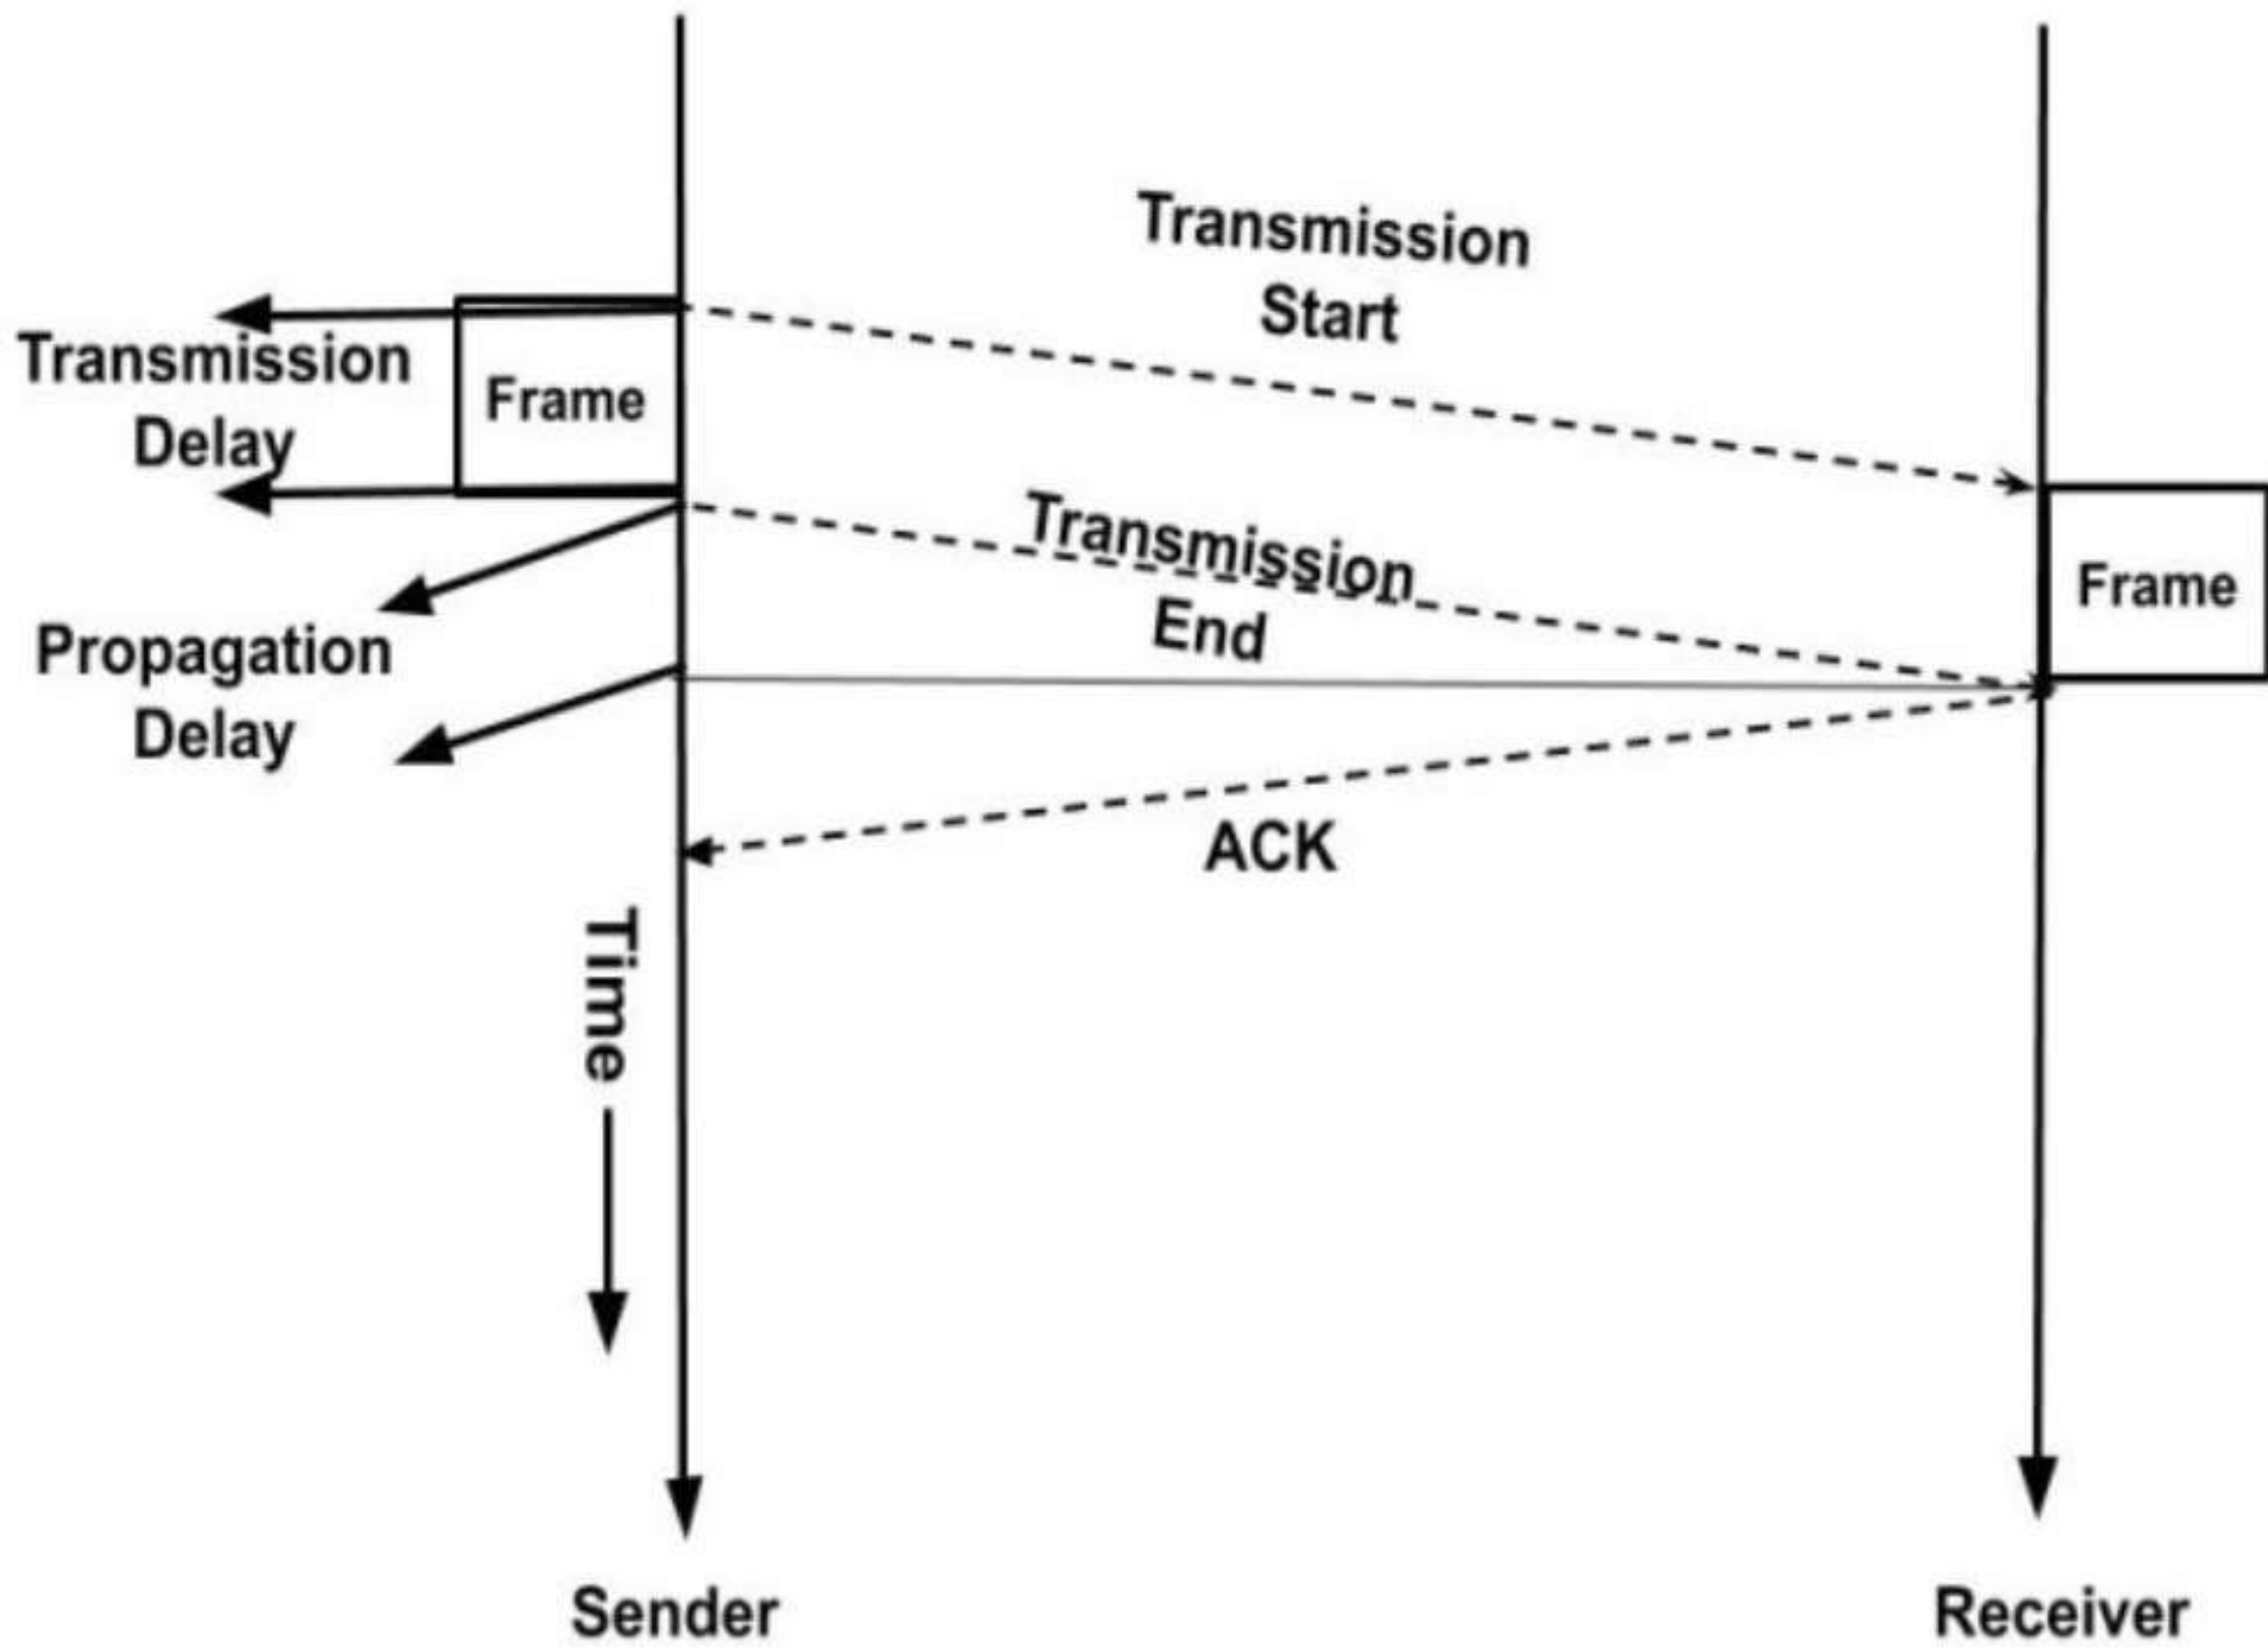 Transmission
Start
Transmission
Delay
Frame
Transmission
End
Frame
Propagation
Delay
ACK
Time
Sender
Receiver